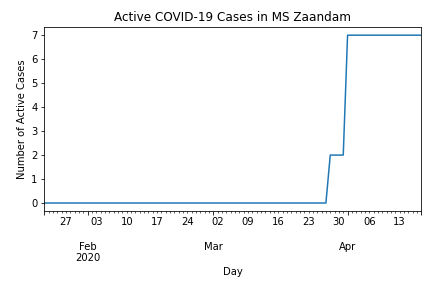 Active COVID-19 Cases in MS Zaandam
Number of Active Cases
7
6
5
4
3
2
1
0
27 03 10 17 24 02 09 16 23 30 06 13
Feb Mar Apr
2020
Day